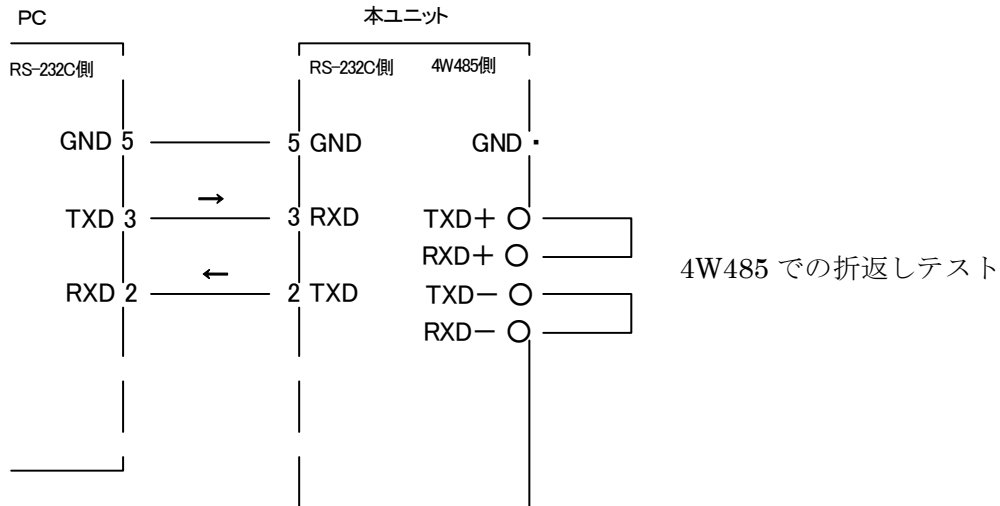 PC 本ユニット
RS-232C側 RS-232C側 4W485側
GND 5 5 GND GND
→
TXD 3 3 RXD TXD+
RXD+
←
4W485 での折返しテスト
RXD 2 2 TXD TXD-
RXD-